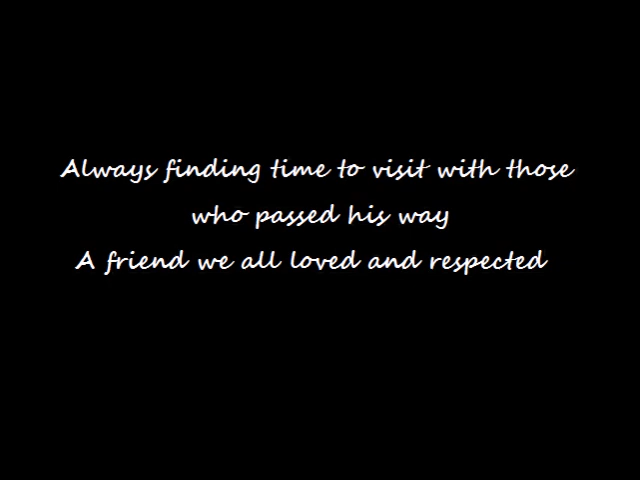 Always finding time to visit with those
who passed his way
A friend we all loved and respected